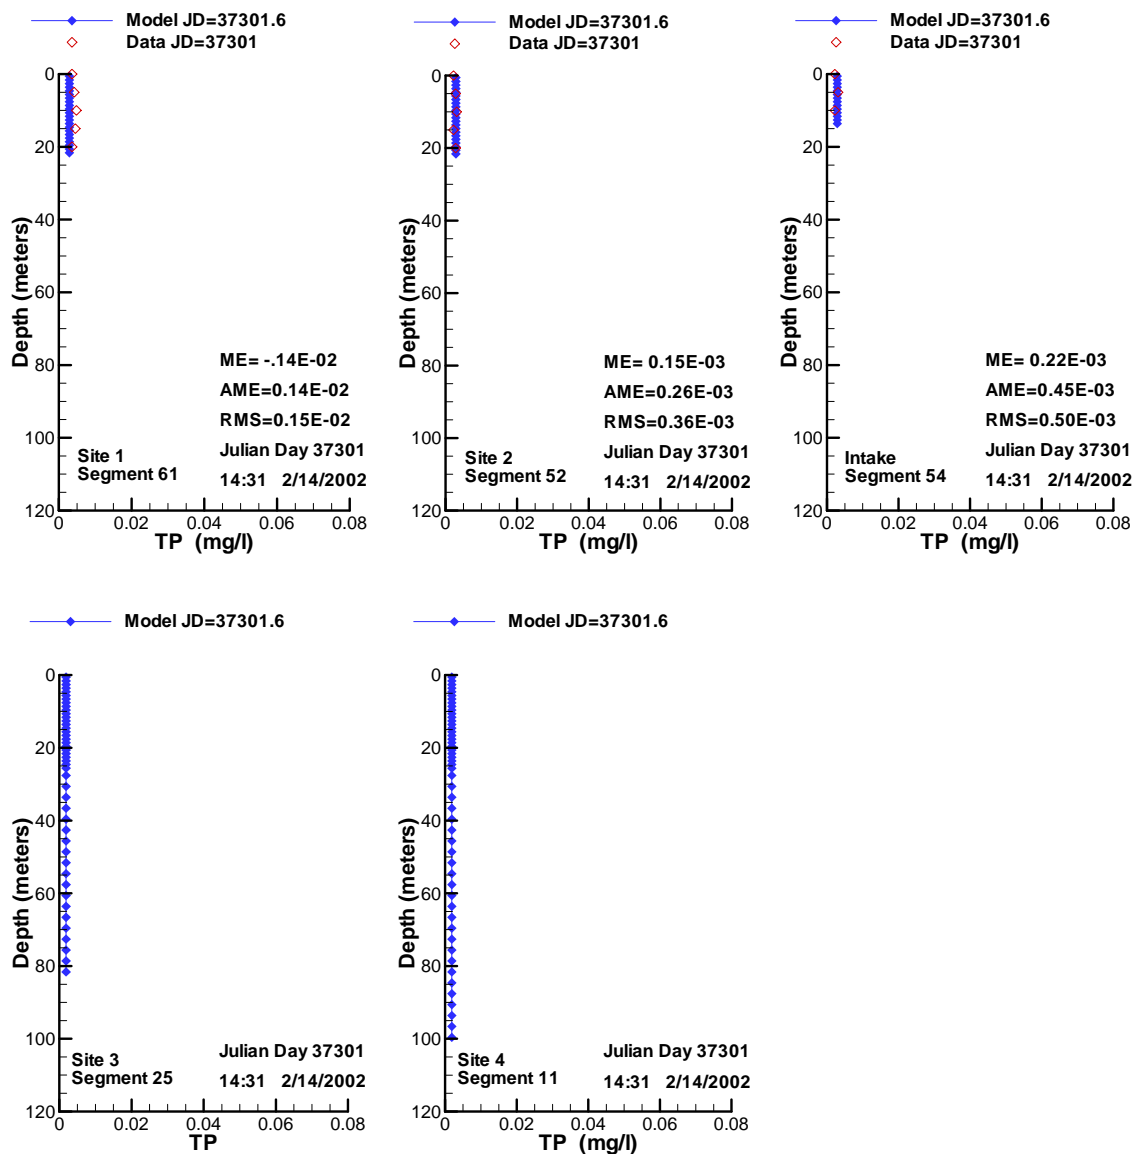 Model JD=37301.6
Data JD=37301
0
20
40
60
80
100
120
Depth (meters)
ME= -.14E-02
AME=0.14E-02
RMS=0.15E-02
Julian Day 37301
14:31 2/14/2002
Site 1
Segment 61
0 0.02 0.04 0.06 0.08
TP (mg/l)
Model JD=37301.6
Data JD=37301
0
20
40
60
80
100
120
Depth (meters)
ME= 0.15E-03
AME=0.26E-03
RMS=0.36E-03
Julian Day 37301
14:31 2/14/2002
Site 2
Segment 52
0 0.02 0.04 0.06 0.08
TP (mg/l)
Model JD=37301.6
Data JD=37301
0
20
40
60
80
100
120
Depth (meters)
ME= 0.22E-03
AME=0.45E-03
RMS=0.50E-03
Julian Day 37301
14:31 2/14/2002
Intake
Segment 54
0 0.02 0.04 0.06 0.08
TP (mg/l)
Model JD=37301.6
0
20
40
60
80
100
120
Depth (meters)
Julian Day 37301
14:31 2/14/2002
Site 3
Segment 25
0 0.02 0.04 0.06 0.08
TP
Model JD=37301.6
0
20
40
60
80
100
120
Depth (meters)
Julian Day 37301
14:31 2/14/2002
Site 4
Segment 11
0 0.02 0.04 0.06 0.08
TP (mg/l)